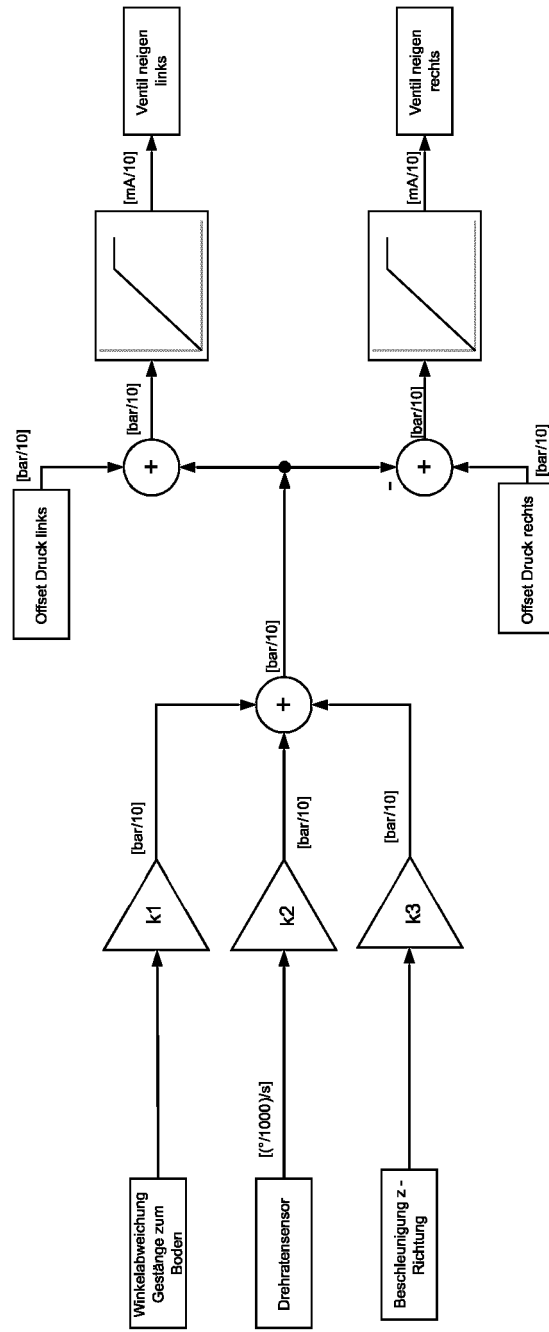 Winkelabweichung
Gestänge zum
Boden
k1
[bar/10]
Drehratensensor
[(°/1000)/s]
k2
[bar/10]
Beschleunigung z -
Richtung
k3
[bar/10]
+
[bar/10]
Offset Druck links
[bar/10]
+
[bar/10]
[mA/10]
Ventil neigen
links
Offset Druck rechts
[bar/10]
-
+
[bar/10]
[mA/10]
Ventil neigen
rechts